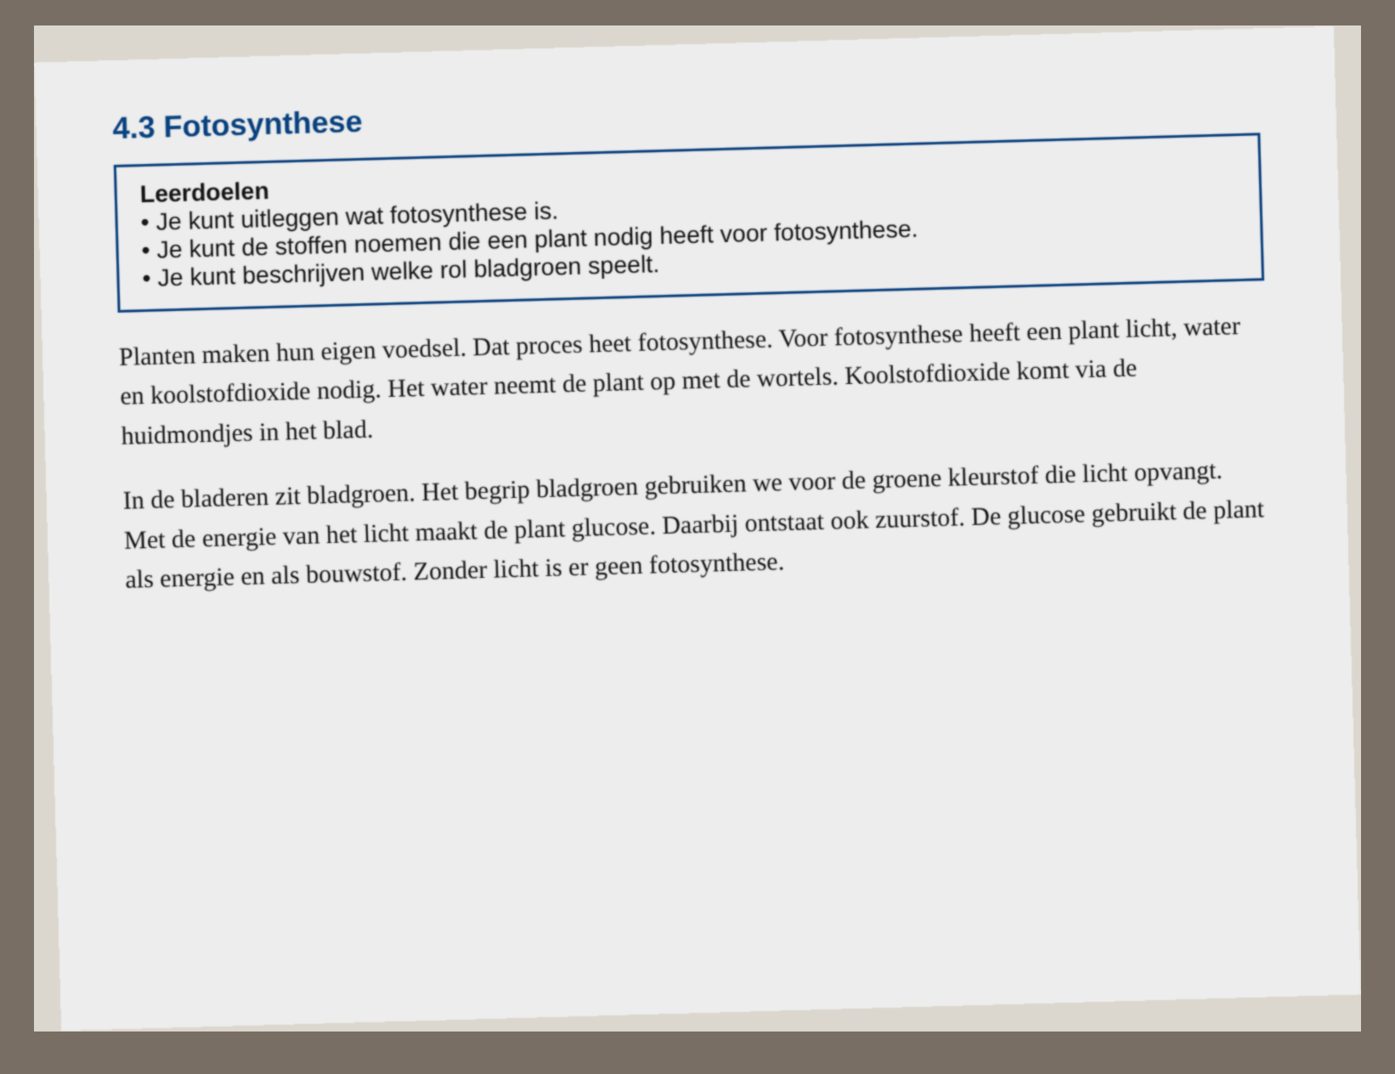 4.3 Fotosynthese
Leerdoelen
• Je kunt uitleggen wat fotosynthese is.
• Je kunt de stoffen noemen die een plant nodig heeft voor fotosynthese.
• Je kunt beschrijven welke rol bladgroen speelt.
Planten maken hun eigen voedsel. Dat proces heet fotosynthese. Voor fotosynthese heeft een plant licht, water
en koolstofdioxide nodig. Het water neemt de plant op met de wortels. Koolstofdioxide komt via de
huidmondjes in het blad.
In de bladeren zit bladgroen. Het begrip bladgroen gebruiken we voor de groene kleurstof die licht opvangt.
Met de energie van het licht maakt de plant glucose. Daarbij ontstaat ook zuurstof. De glucose gebruikt de plant
als energie en als bouwstof. Zonder licht is er geen fotosynthese.